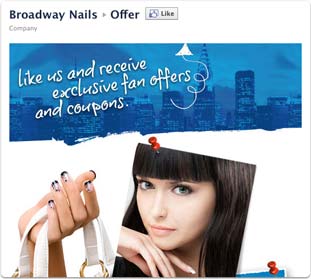 Broadway Nails ▸ Offer Like
Company
like us and receive
exclusive fan offers
and coupons.